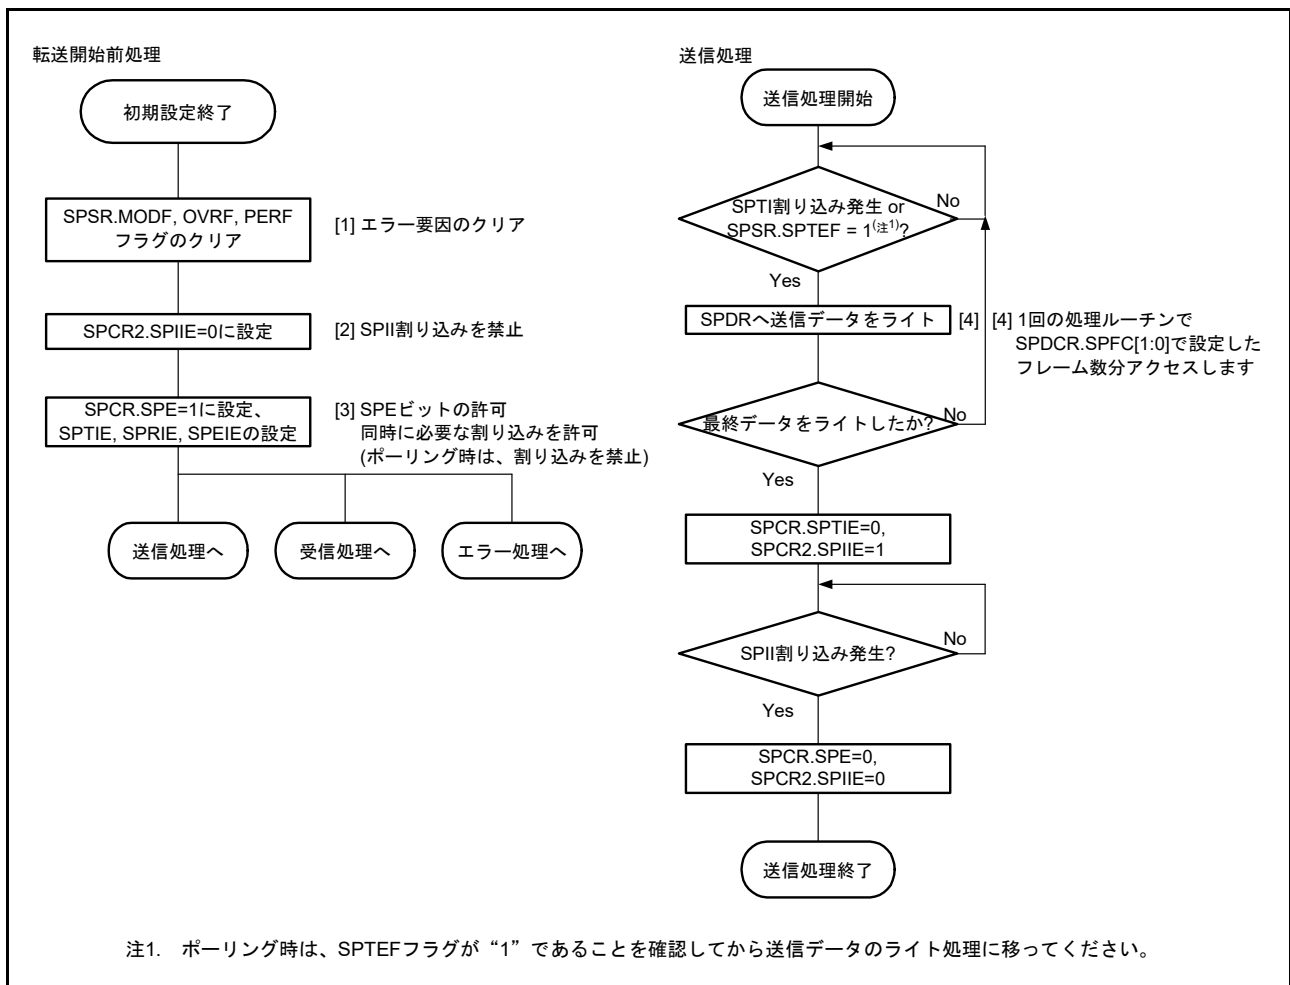 転送開始前処理
初期設定終了
SPSR.MODF, OVRF, PERF
フラグのクリア
[1] エラー要因のクリア
SPCR2.SPIIE=0に設定
[2] SPII割り込みを禁止
SPCR.SPE=1に設定、
SPTIE, SPRIE, SPEIEの設定
[3] SPEビットの許可
同時に必要な割り込みを許可
(ポーリング時は、割り込みを禁止)
送信処理へ
受信処理へ
エラー処理へ
送信処理
送信処理開始
SPTI割り込み発生 or
SPSR.SPTEF = 1(注1)?
No
Yes
SPDRへ送信データをライト
[4]
[4] 1回の処理ルーチンで
SPDCR.SPFC[1:0]で設定した
フレーム数分アクセスします
最終データをライトしたか?
No
Yes
SPCR.SPTIE=0,
SPCR2.SPIIE=1
SPII割り込み発生?
No
Yes
SPCR.SPE=0,
SPCR2.SPIIE=0
送信処理終了
注1. ポーリング時は、SPTEFフラグが“1”であることを確認してから送信データのライト処理に移ってください。